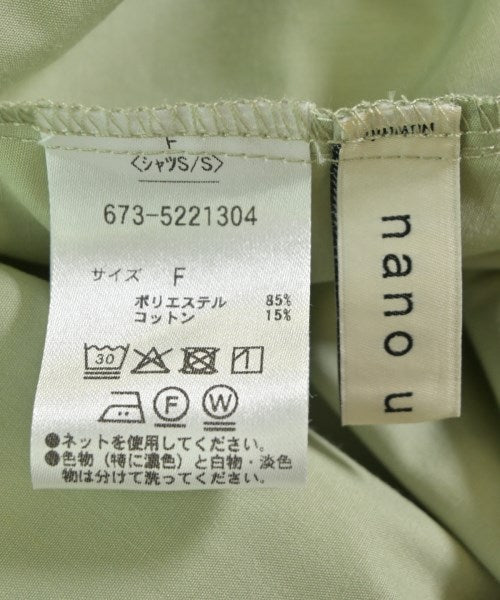 F
〈シャツS/S〉
673-5221304
サイズ F
ポリエステル 85%
コットン 15%
30
F W
●ネットを使用してください。
●色物（特に濃色）と白物・淡色
物は分けて洗ってください。
nano u